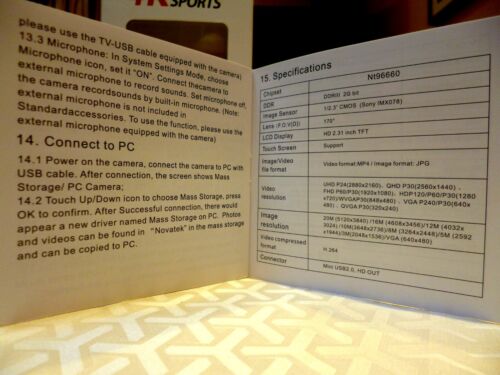 YK
SPORTS
please use the TV-USB cable equipped with the camera)
13.3 Microphone: In System Settings Mode, choose
Microphone icon, set it "ON". Connect thecamera to
external microphone to record sounds. Set microphone off,
the camera recordsounds by built-in microphone. (Note:
external microphone is not included in
Standardaccessories. To use the function, please use the
external microphone equipped with camera)
14. Connect to PC
14.1 Power on the camera, connect the camera to PC with
USB cable. After connection, the screen shows Mass
Storage/ PC Camera;
14.2 Touch Up/Down icon to choose Mass Storage, press
OK to confirm. After Successful connection, there would
appear a new driver named Mass Storage on PC. Photos
and videos can be found in "Novatek" in the mass storage
and can be copied to PC.
15. Specifications
Chipset Nt96660
DDR DDRIII 2G bit
Image Sensor 1/2.3" CMOS (Sony IMX078)
Lens (F.O.V(D)) 170°
LCD Display HD 2.31 inch TFT
Touch Screen Support
Image/Video
file format Video format:MP4 / Image format: JPG
Video
resolution UHD P24(2880x2160)、QHD P30(2560x1440)、
FHD P60/P30(1920x1080)、HDP120/P60/P30(1280
x720)/WVGAP30(848x480)、VGA P240/P30(640x
480)、QVGA P30(320x240)
Image
resolution 20M (5120x3840) /16M (4608x3456)/12M (4032x
3024) /10M(3648x2736)/ 8M (3264x2448)/ 5M (2592
x1944)/3M(2048x1536)/VGA (640x480)
Video compressed
format H.264
Connector Mini USB2.0, HD OUT